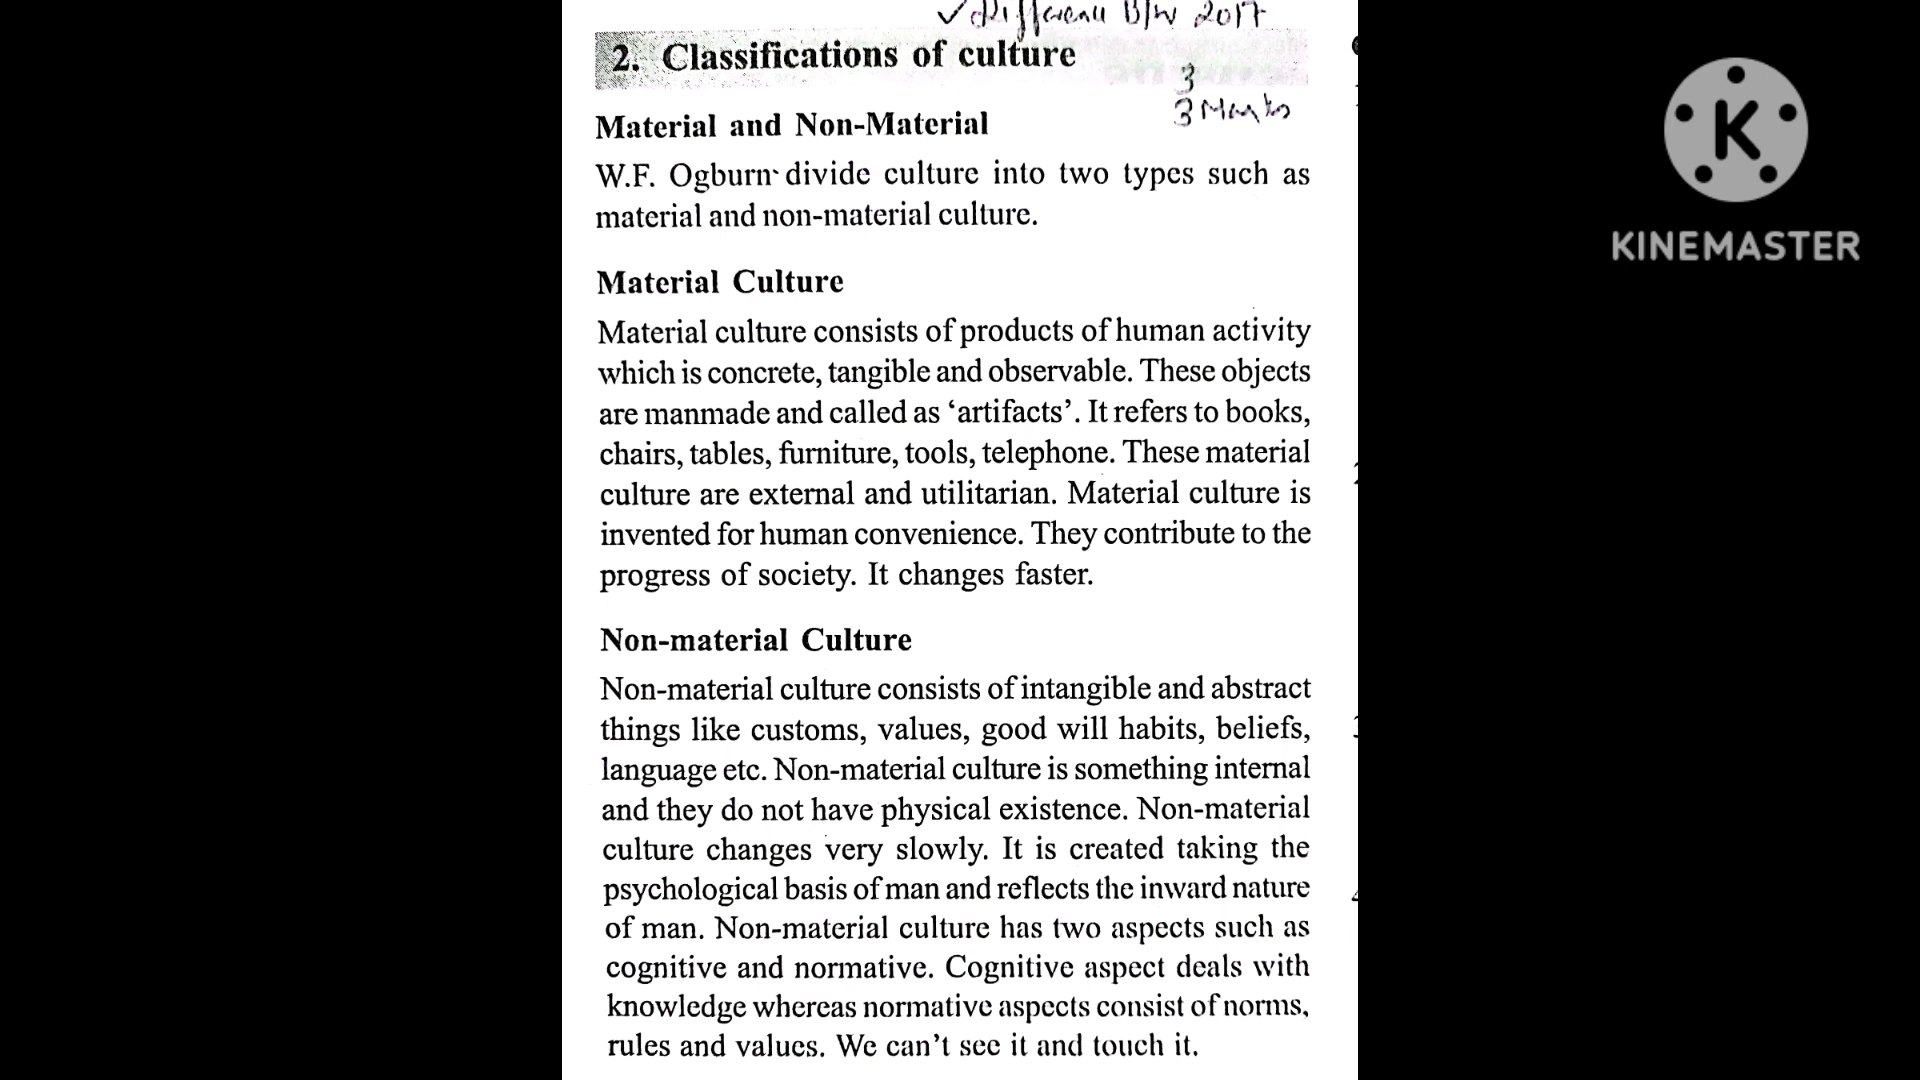 ✓ Difference B/W 2017
2. Classifications of culture
3
3 Marks
Material and Non-Material
W.F. Ogburn divide culture into two types such as
material and non-material culture.
Material Culture
Material culture consists of products of human activity
which is concrete, tangible and observable. These objects
are manmade and called as ‘artifacts’. It refers to books,
chairs, tables, furniture, tools, telephone. These material
culture are external and utilitarian. Material culture is
invented for human convenience. They contribute to the
progress of society. It changes faster.
Non-material Culture
Non-material culture consists of intangible and abstract
things like customs, values, good will habits, beliefs,
language etc. Non-material culture is something internal
and they do not have physical existence. Non-material
culture changes very slowly. It is created taking the
psychological basis of man and reflects the inward nature
of man. Non-material culture has two aspects such as
cognitive and normative. Cognitive aspect deals with
knowledge whereas normative aspects consist of norms,
rules and values. We can’t see it and touch it.
K
KINEMASTER